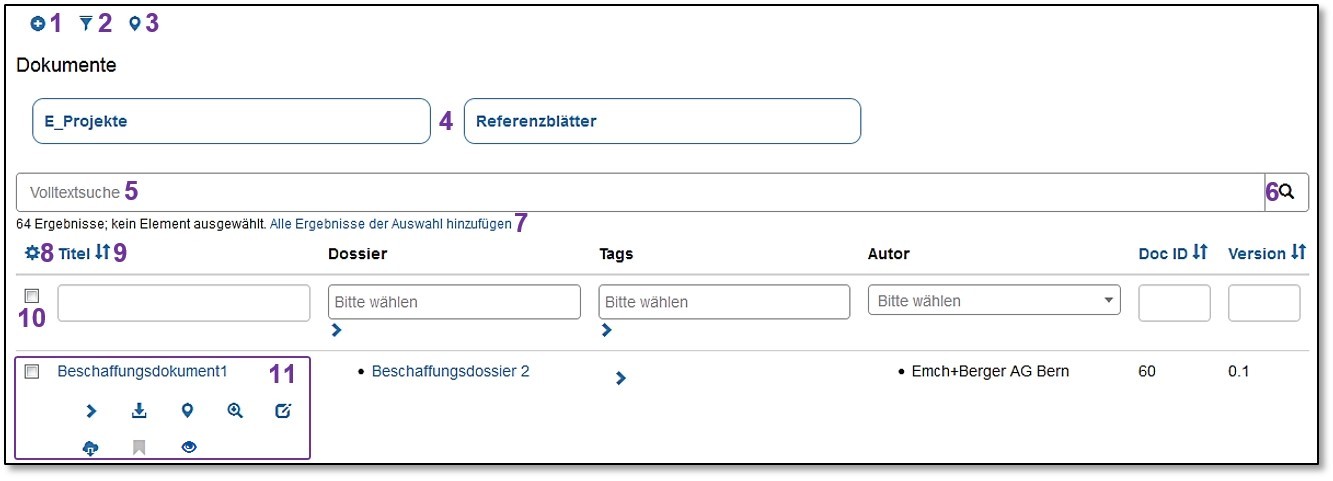 1 2 3
Dokumente
E_Projekte 4 Referenzblätter
Volltextsuche 5 6
64 Ergebnisse; kein Element ausgewählt. Alle Ergebnisse der Auswahl hinzufügen 7
8 Titel 9 Dossier Tags Autor Doc ID Version
Bitte wählen Bitte wählen Bitte wählen
10
Beschaffungsdokument1 11 • Beschaffungsdossier 2 • Emch+Berger AG Bern 60 0.1